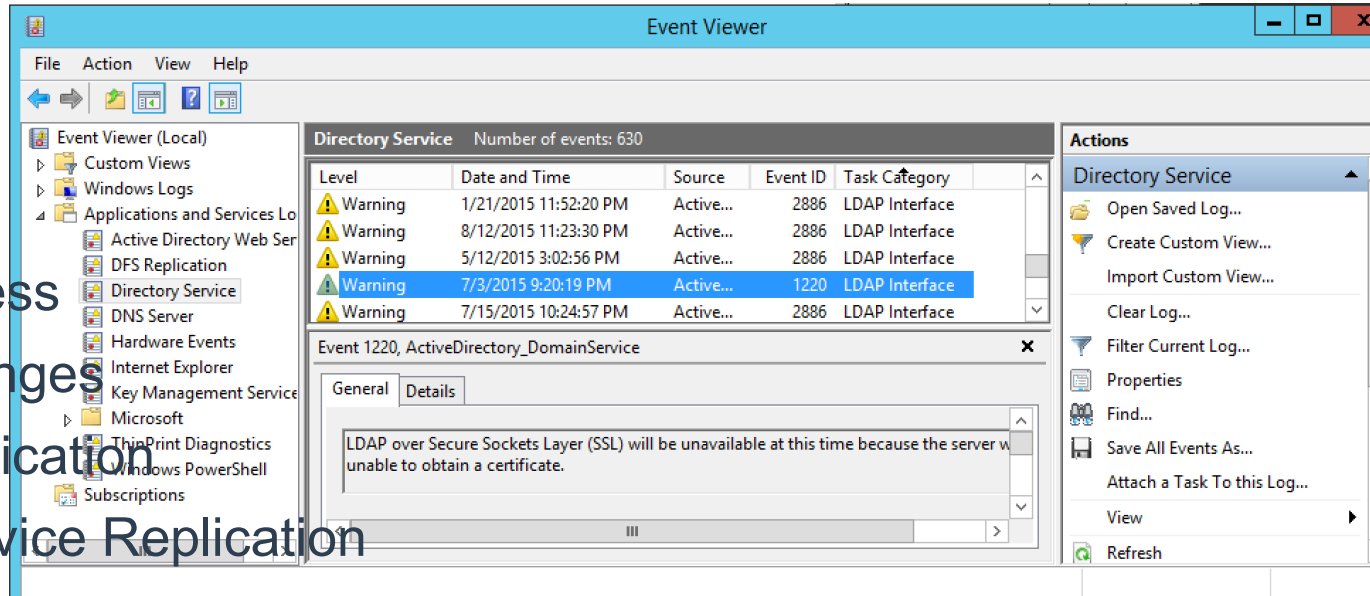 Event Viewer
File Action View Help
Event Viewer (Local)
Custom Views
Windows Logs
Applications and Services Lo
Active Directory Web Ser
DFS Replication
Directory Service
DNS Server
Hardware Events
Internet Explorer
Key Management Service
Microsoft
ThinPrint Diagnostics
Windows PowerShell
Subscriptions
ess
nges
ication
vice Replication
Directory Service Number of events: 630
Level Date and Time Source Event ID Task Category
Warning 1/21/2015 11:52:20 PM Active... 2886 LDAP Interface
Warning 8/12/2015 11:23:30 PM Active... 2886 LDAP Interface
Warning 5/12/2015 3:02:56 PM Active... 2886 LDAP Interface
Warning 7/3/2015 9:20:19 PM Active... 1220 LDAP Interface
Warning 7/15/2015 10:24:57 PM Active... 2886 LDAP Interface
Event 1220, ActiveDirectory_DomainService
General Details
LDAP over Secure Sockets Layer (SSL) will be unavailable at this time because the server w
unable to obtain a certificate.
Actions
Directory Service
Open Saved Log...
Create Custom View...
Import Custom View...
Clear Log...
Filter Current Log...
Properties
Find...
Save All Events As...
Attach a Task To this Log...
View
Refresh